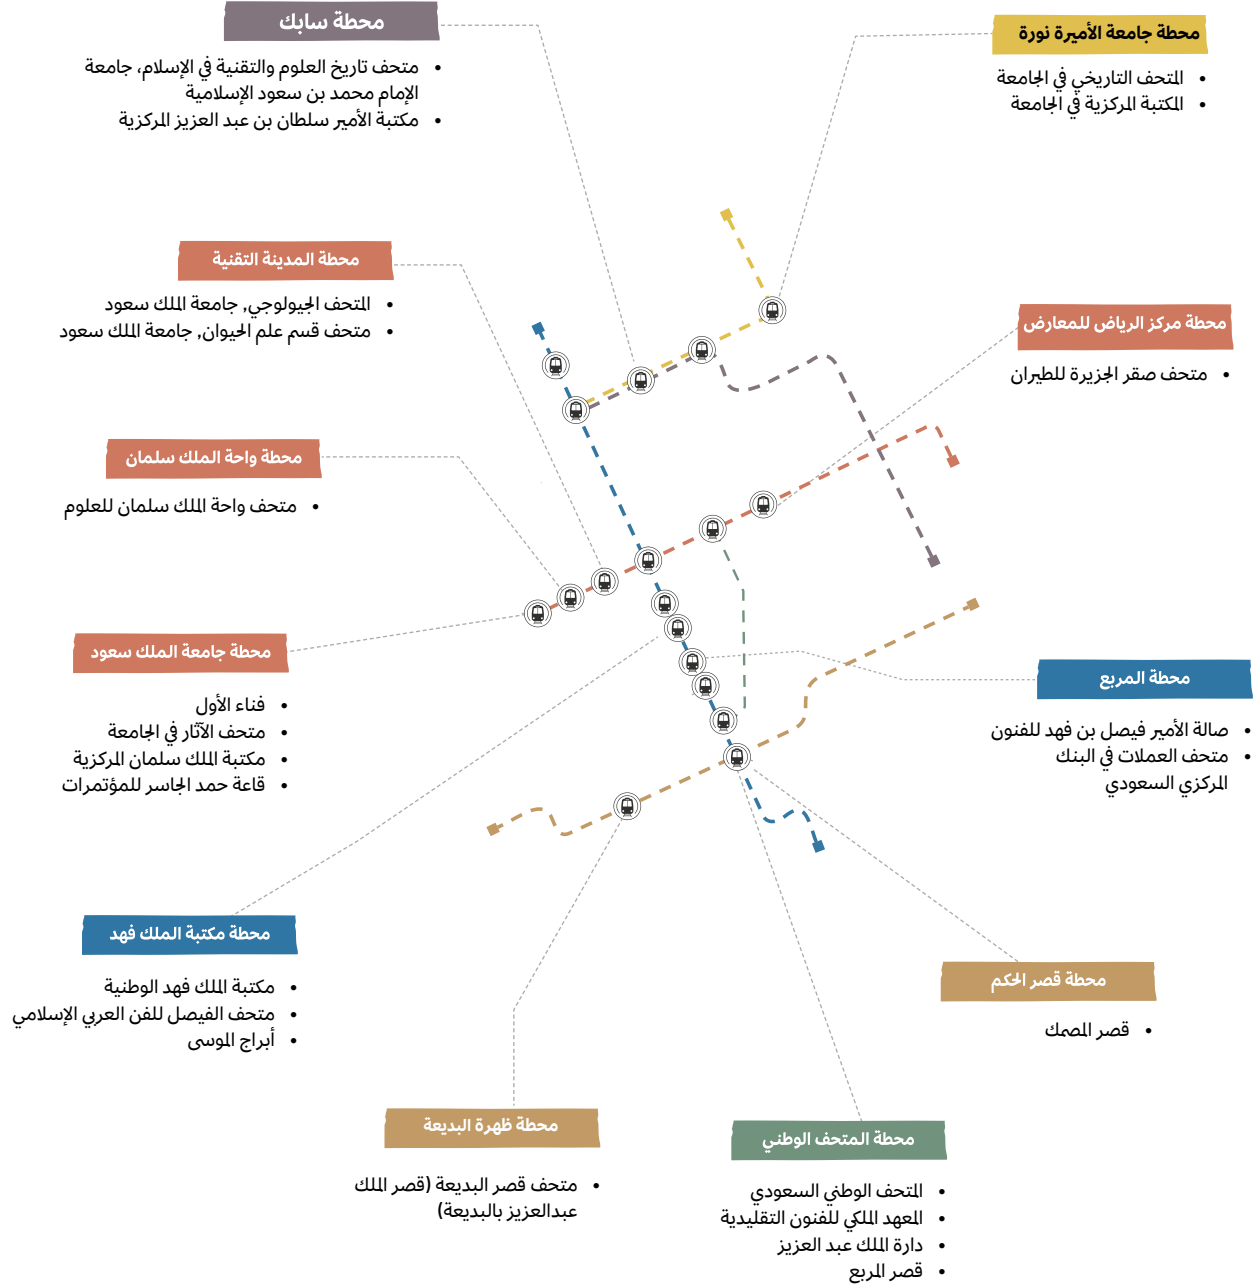 محطة جامعة الأميرة نورة
• المتحف التاريخي في الجامعة
• المكتبة المركزية في الجامعة
محطة سابك
• متحف تاريخ العلوم والتقنية في الإسلام، جامعة
الإمام محمد بن سعود الإسلامية
• مكتبة الأمير سلطان بن عبد العزيز المركزية
محطة المدينة التقنية
• المتحف الجيولوجي, جامعة الملك سعود
• متحف قسم علم الحيوان, جامعة الملك سعود
محطة مركز الرياض للمعارض
• متحف صقر الجزيرة للطيران
محطة واحة الملك سلمان
• متحف واحة الملك سلمان للعلوم
محطة جامعة الملك سعود
• فناء الأول
• متحف الآثار في الجامعة
• مكتبة الملك سلمان المركزية
• قاعة حمد الجاسر للمؤتمرات
محطة المربع
• صالة الأمير فيصل بن فهد للفنون
• متحف العملات في البنك
المركزي السعودي
محطة مكتبة الملك فهد
• مكتبة الملك فهد الوطنية
• متحف الفيصل للفن العربي الإسلامي
• أبراج الموسى
محطة قصر الحكم
• قصر المصمك
محطة ظهرة البديعة
• متحف قصر البديعة (قصر الملك
عبدالعزيز بالبديعة)
محطة المتحف الوطني
• المتحف الوطني السعودي
• المعهد الملكي للفنون التقليدية
• دارة الملك عبد العزيز
• قصر المربع